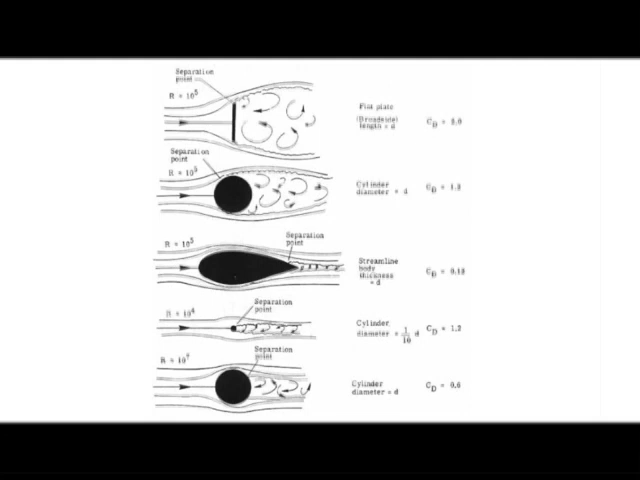 Separation
point
R = 10⁵
Flat plate
(Broadside)
length = d
C_D = 2.0
Separation
point
R = 10⁵
Cylinder
diameter = d
C_D = 1.2
Separation
point
R = 10⁵
Streamline
body
thickness
= d
C_D = 0.12
Separation
point
R = 10⁴
Cylinder
diameter = 1/10 d
C_D = 1.2
Separation
point
R = 10⁷
Cylinder
diameter = d
C_D = 0.6